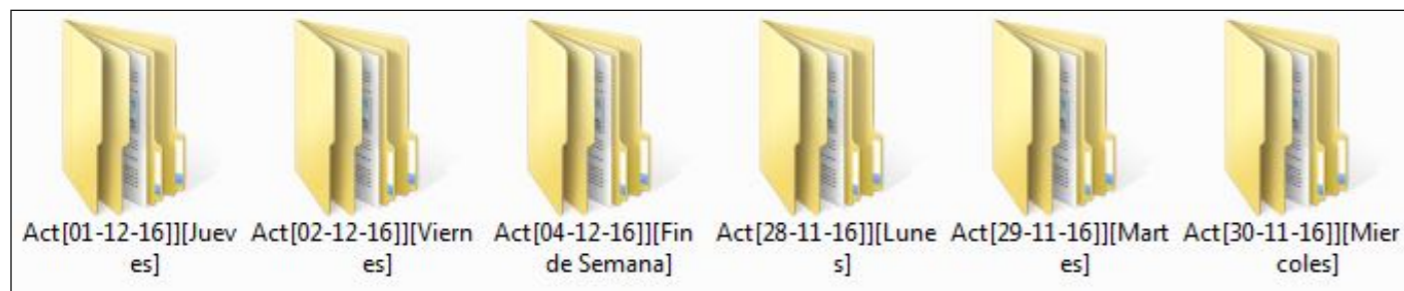 Act[01-12-16]][Juev
es]
Act[02-12-16]][Viern
es]
Act[04-12-16]][Fin
de Semana]
Act[28-11-16]][Lune
s]
Act[29-11-16]][Mart
es]
Act[30-11-16]][Mier
coles]